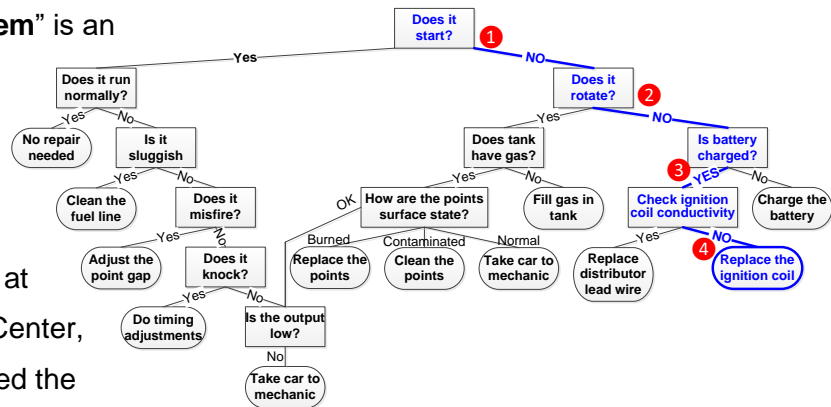 em” is an
at
Center,
ed the
Does it
start?
1
Yes
NO
Does it run
normally?
Does it
rotate?
2
Yes
No
Yes
NO
No repair
needed
Is it
sluggish
Does tank
have gas?
Is battery
charged?
3
Yes
No
Yes
No
YES
No
Clean the
fuel line
Does it
misfire?
OK
How are the points
surface state?
Fill gas in
tank
Check ignition
coil conductivity
Charge the
battery
Yes
No
Burned
Contaminated
Normal
Yes
4
NO
Adjust the
point gap
Does it
knock?
Replace the
points
Clean the
points
Take car to
mechanic
Replace
distributor
lead wire
Replace the
ignition coil
Yes
No
Do timing
adjustments
Is the output
low?
No
Take car to
mechanic